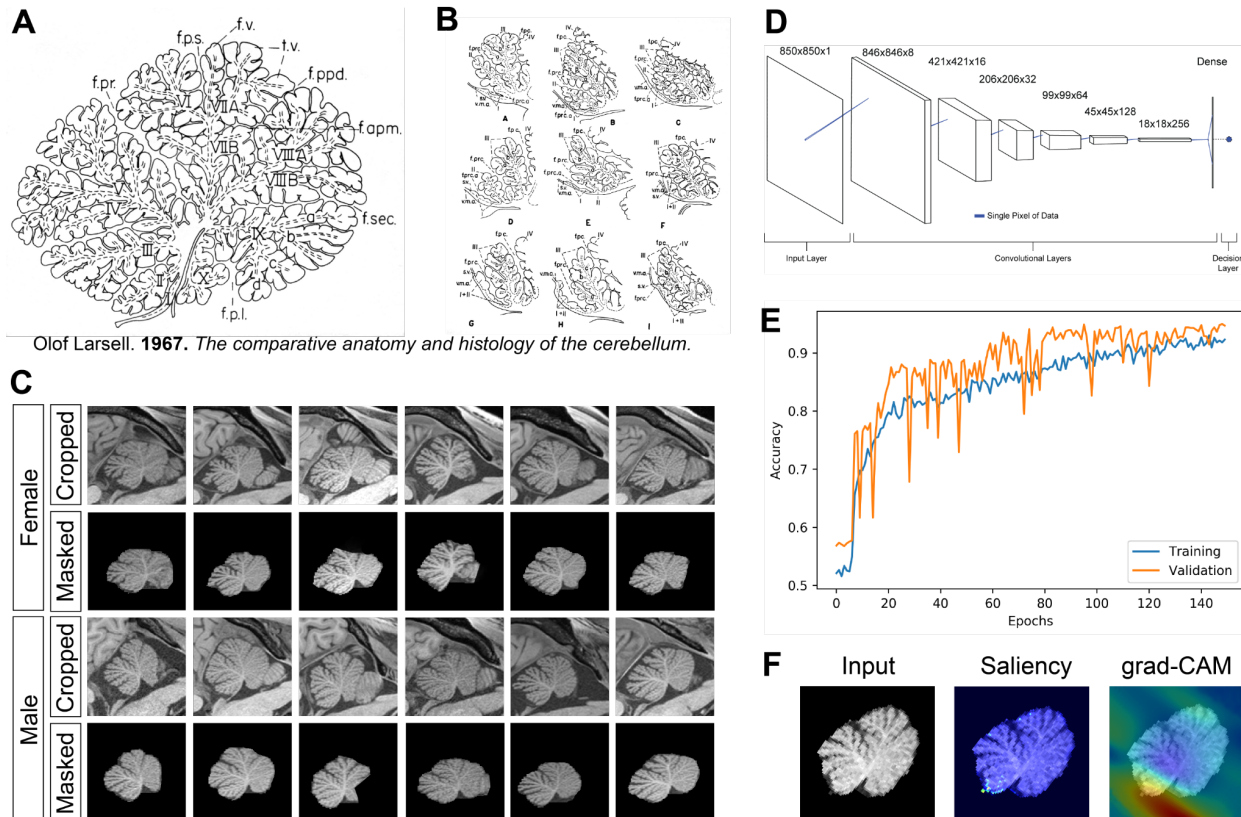 A
f.v.
f.p.s.
t.v.
f.ppd.
f.pr.
VI
VIIA
f.apm.
VIIB
VIIIA
V
VIIIB
IV
a
f.sec.
IX
b
III
c
II
X
d
I
f.p.l.
Olof Larsell. 1967. The comparative anatomy and histology of the cerebellum.
B
A
B
C
D
E
F
G
H
I
C
Female
Cropped
Masked
Male
Cropped
Masked
D
850x850x1
846x846x8
421x421x16
206x206x32
99x99x64
45x45x128
18x18x256
Dense
Single Pixel of Data
Input Layer
Convolutional Layers
Decision
Layer
E
Accuracy
0.9
0.8
0.7
0.6
0.5
Training
Validation
0 20 40 60 80 100 120 140
Epochs
F
Input Saliency grad-CAM